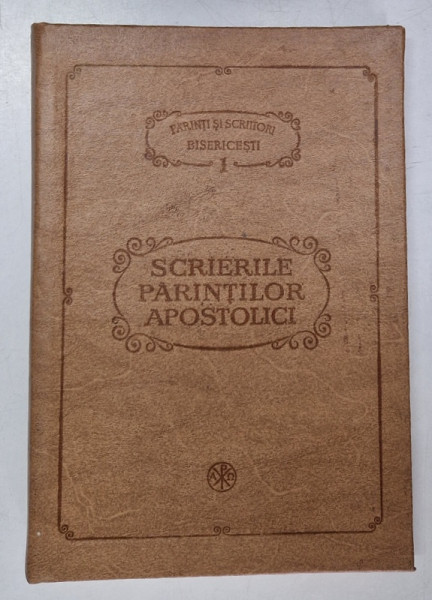 PĂRINȚI ȘI SCRIITORI
BISERICEȘTI
1
SCRIERILE
PĂRINȚILOR
APOSTOLICI
A P Ω